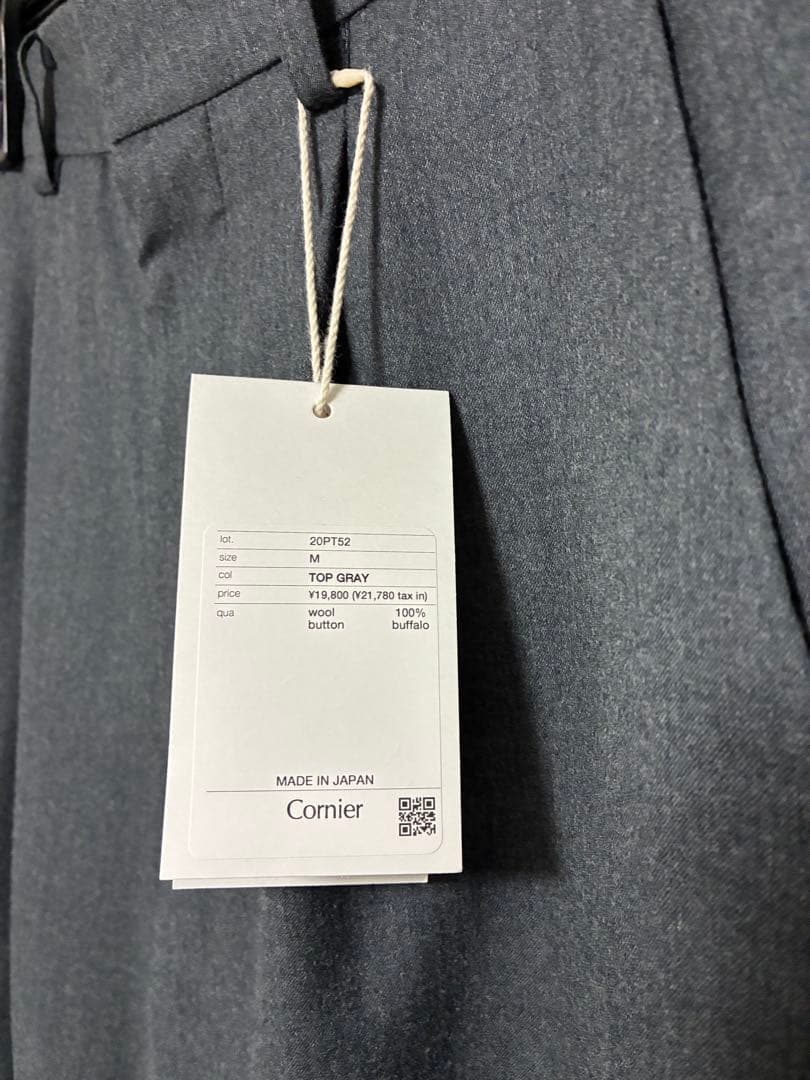 lot. 20PT52
size M
col TOP GRAY
price ¥19,800 (¥21,780 tax in)
qua wool 100%
button buffalo
MADE IN JAPAN
Cornier